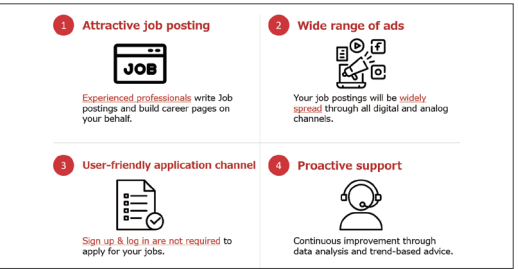 1 Attractive job posting
JOB
Experienced professionals write Job
postings and build career pages on
your behalf.
2 Wide range of ads
Your job postings will be widely
spread through all digital and analog
channels.
3 User-friendly application channel
Sign up & log in are not required to
apply for your jobs.
4 Proactive support
Continuous improvement through
data analysis and trend-based advice.